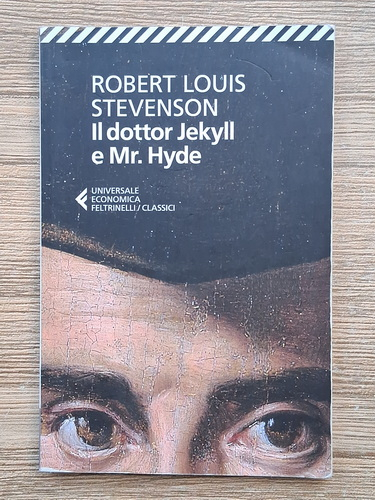 ROBERT LOUIS
STEVENSON
Il dottor Jekyll
e Mr. Hyde
UNIVERSALE
ECONOMICA
FELTRINELLI/CLASSICI